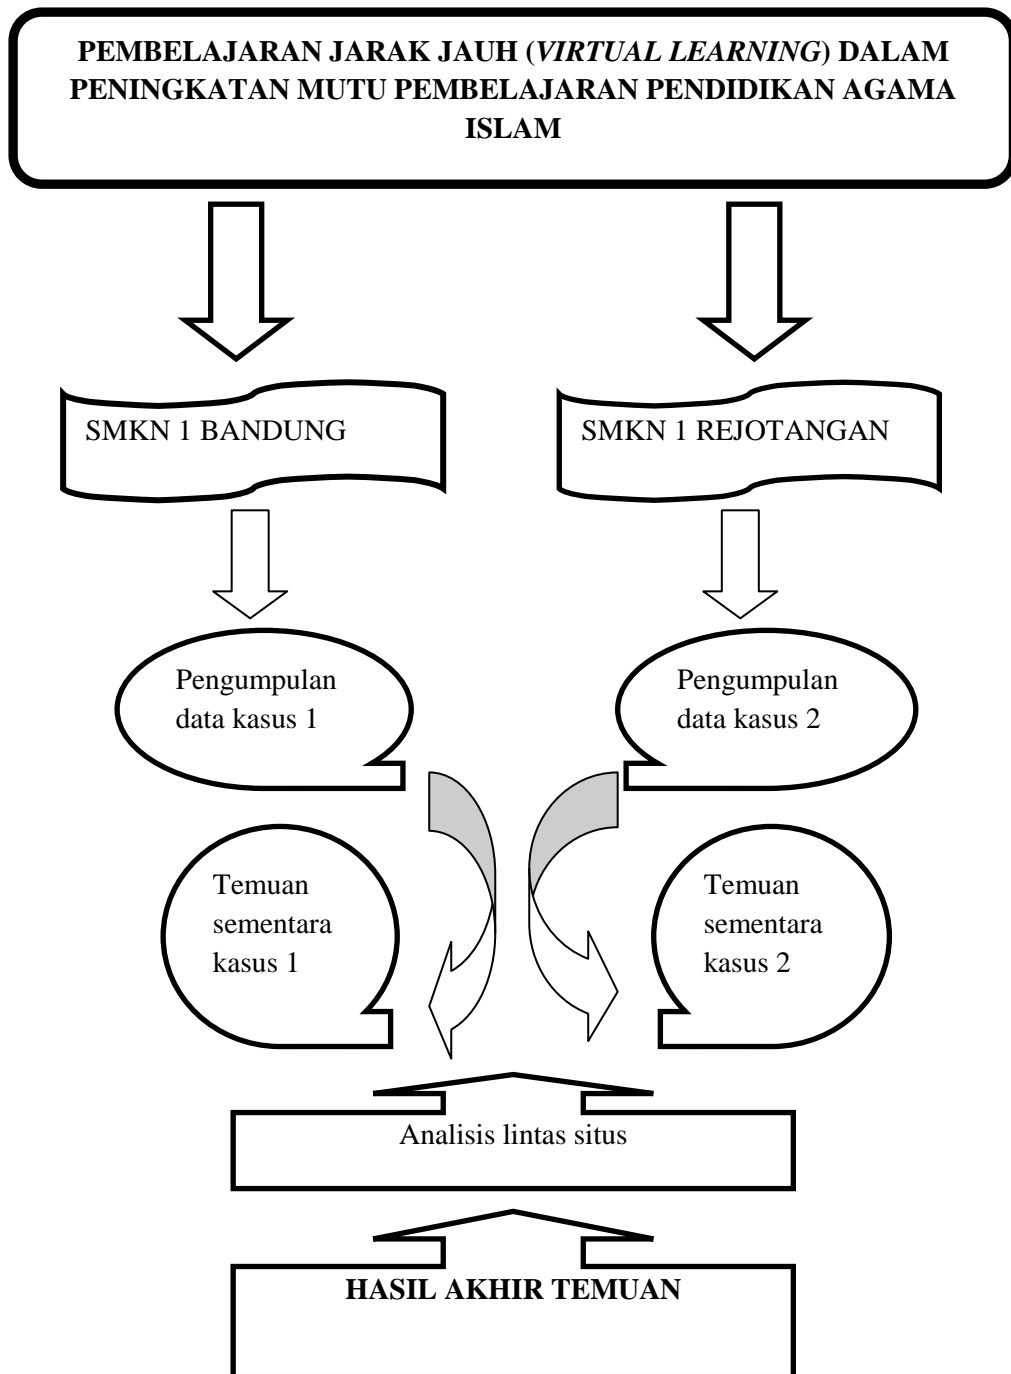 PEMBELAJARAN JARAK JAUH (VIRTUAL LEARNING) DALAM
PENINGKATAN MUTU PEMBELAJARAN PENDIDIKAN AGAMA
ISLAM
SMKN 1 BANDUNG
SMKN 1 REJOTANGAN
Pengumpulan
data kasus 1
Pengumpulan
data kasus 2
Temuan
sementara
kasus 1
Temuan
sementara
kasus 2
Analisis lintas situs
HASIL AKHIR TEMUAN